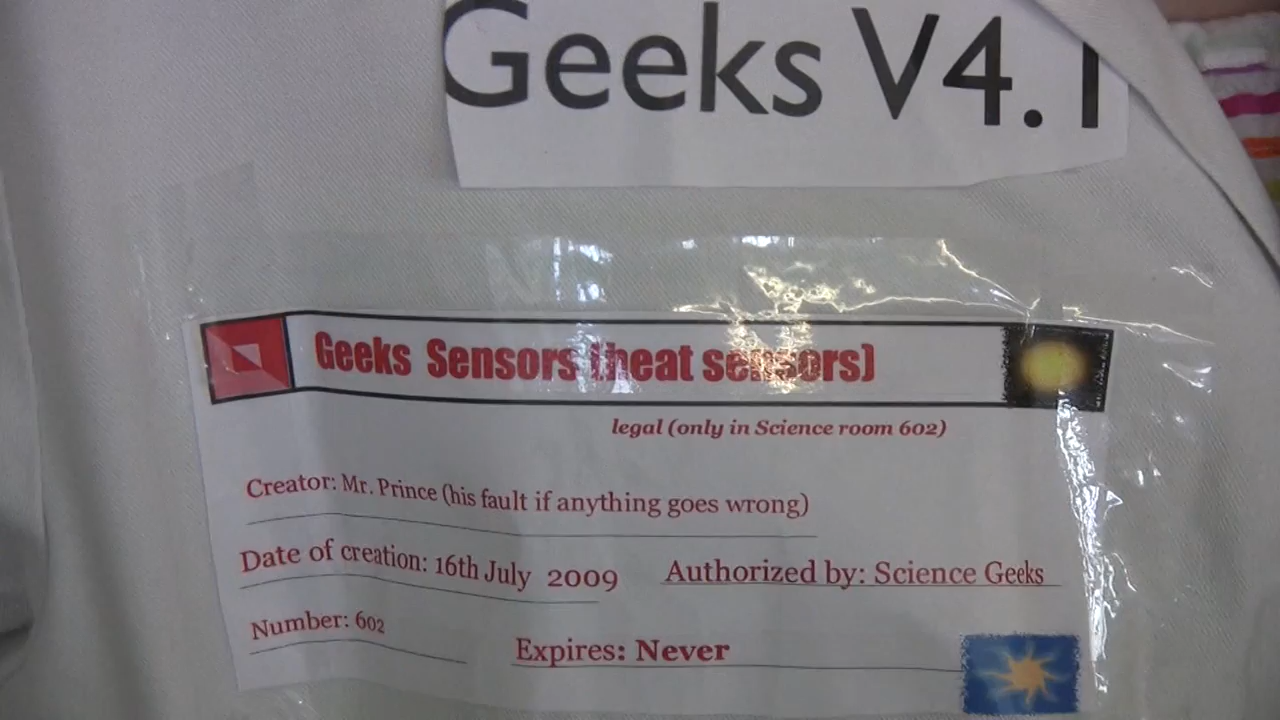 Geeks V4.1
Geeks Sensors (heat sensors)
legal (only in Science room 602)
Creator: Mr. Prince (his fault if anything goes wrong)
Date of creation: 16th July 2009 Authorized by: Science Geeks
Number: 602
Expires: Never